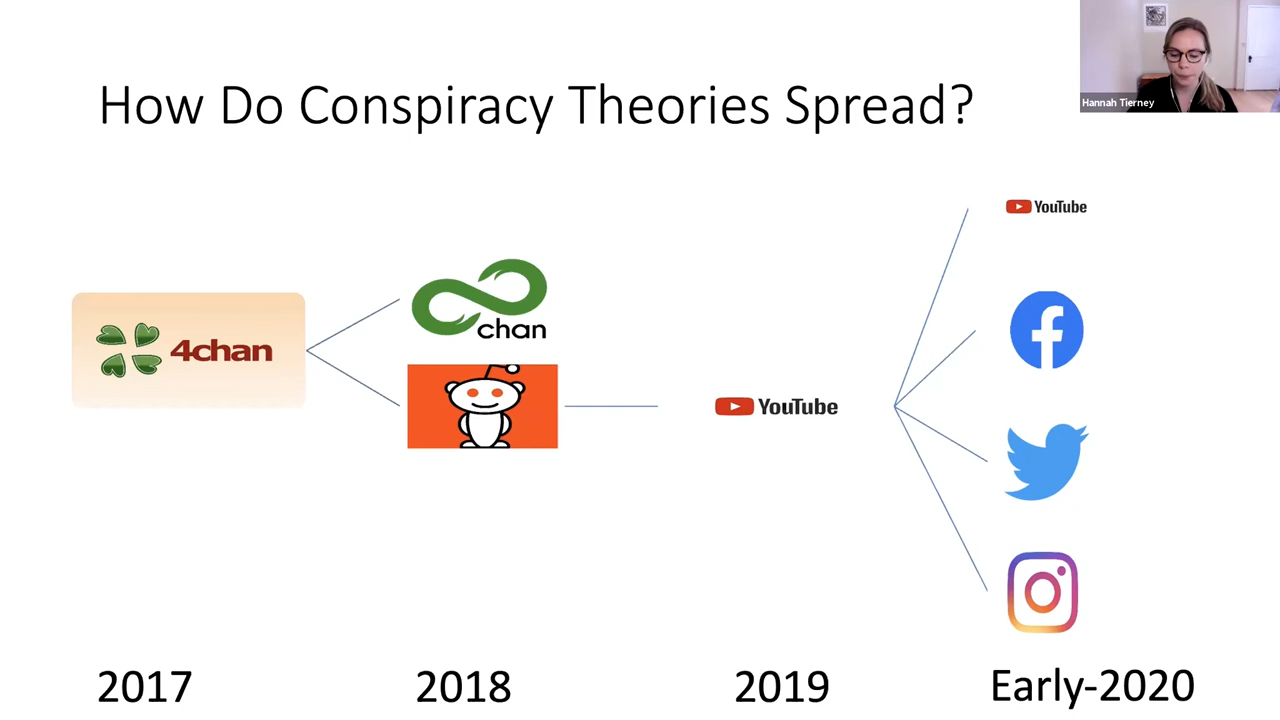 How Do Conspiracy Theories Spread?
Hannah Tierney
YouTube
chan
4chan
YouTube
2017
2018
2019
Early-2020